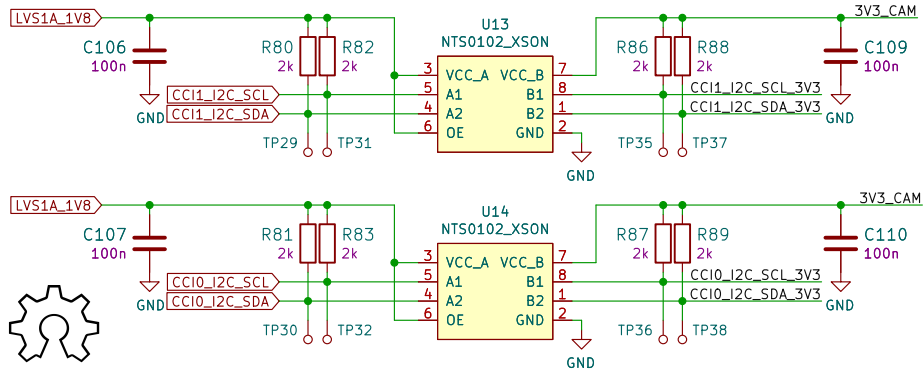 LVS1A_1V8
3V3_CAM
U13
NTS0102_XSON
C106
100n
R80
2k
R82
2k
R86
2k
R88
2k
C109
100n
3 VCC_A VCC_B 7
CCI1_I2C_SCL 5 A1 B1 8 CCI1_I2C_SCL_3V3
CCI1_I2C_SDA 4 A2 B2 1 CCI1_I2C_SDA_3V3
6 OE GND 2
GND
GND
TP29
TP31
TP35
TP37
GND
LVS1A_1V8
3V3_CAM
U14
NTS0102_XSON
C107
100n
R81
2k
R83
2k
R87
2k
R89
2k
C110
100n
3 VCC_A VCC_B 7
CCI0_I2C_SCL 5 A1 B1 8 CCI0_I2C_SCL_3V3
CCI0_I2C_SDA 4 A2 B2 1 CCI0_I2C_SDA_3V3
6 OE GND 2
GND
GND
TP30
TP32
TP36
TP38
GND